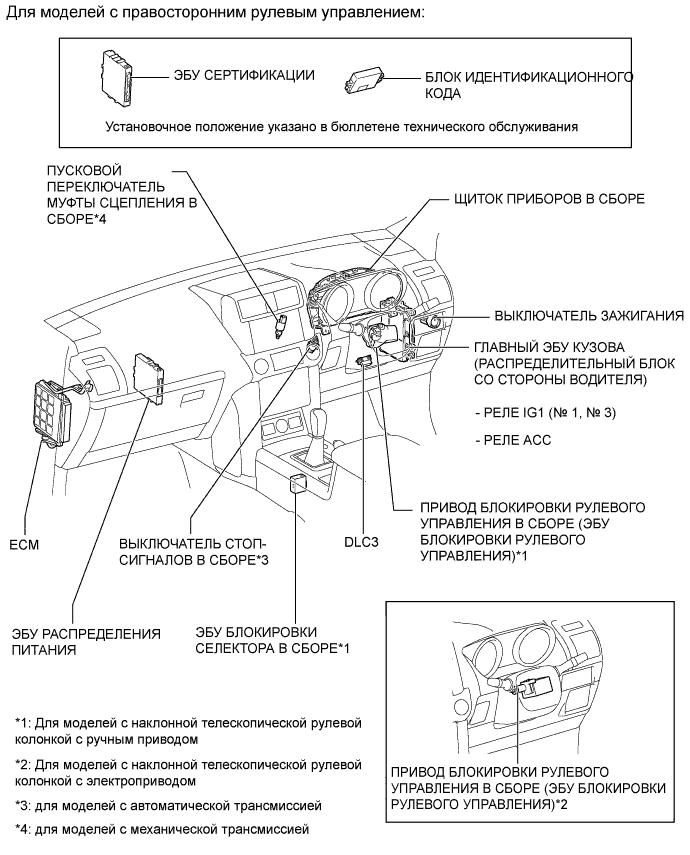 Для моделей с правосторонним рулевым управлением:
ЭБУ СЕРТИФИКАЦИИ
БЛОК ИДЕНТИФИКАЦИОННОГО
КОДА
Установочное положение указано в бюллетене технического обслуживания
ПУСКОВОЙ
ПЕРЕКЛЮЧАТЕЛЬ
МУФТЫ СЦЕПЛЕНИЯ В
СБОРЕ*4
ЩИТОК ПРИБОРОВ В СБОРЕ
ВЫКЛЮЧАТЕЛЬ ЗАЖИГАНИЯ
ГЛАВНЫЙ ЭБУ КУЗОВА
(РАСПРЕДЕЛИТЕЛЬНЫЙ БЛОК
СО СТОРОНЫ ВОДИТЕЛЯ)
- РЕЛЕ IG1 (№ 1, № 3)
- РЕЛЕ ACC
ECM
ВЫКЛЮЧАТЕЛЬ СТОП-
СИГНАЛОВ В СБОРЕ*3
DLC3
ПРИВОД БЛОКИРОВКИ РУЛЕВОГО
УПРАВЛЕНИЯ В СБОРЕ (ЭБУ
БЛОКИРОВКИ РУЛЕВОГО
УПРАВЛЕНИЯ)*1
ЭБУ РАСПРЕДЕЛЕНИЯ
ПИТАНИЯ
ЭБУ БЛОКИРОВКИ
СЕЛЕКТОРА В СБОРЕ*1
*1: Для моделей с наклонной телескопической рулевой
колонкой с ручным приводом
*2: Для моделей с наклонной телескопической рулевой
колонкой с электроприводом
*3: для моделей с автоматической трансмиссией
*4: для моделей с механической трансмиссией
ПРИВОД БЛОКИРОВКИ РУЛЕВОГО
УПРАВЛЕНИЯ В СБОРЕ (ЭБУ БЛОКИРОВКИ
РУЛЕВОГО УПРАВЛЕНИЯ)*2